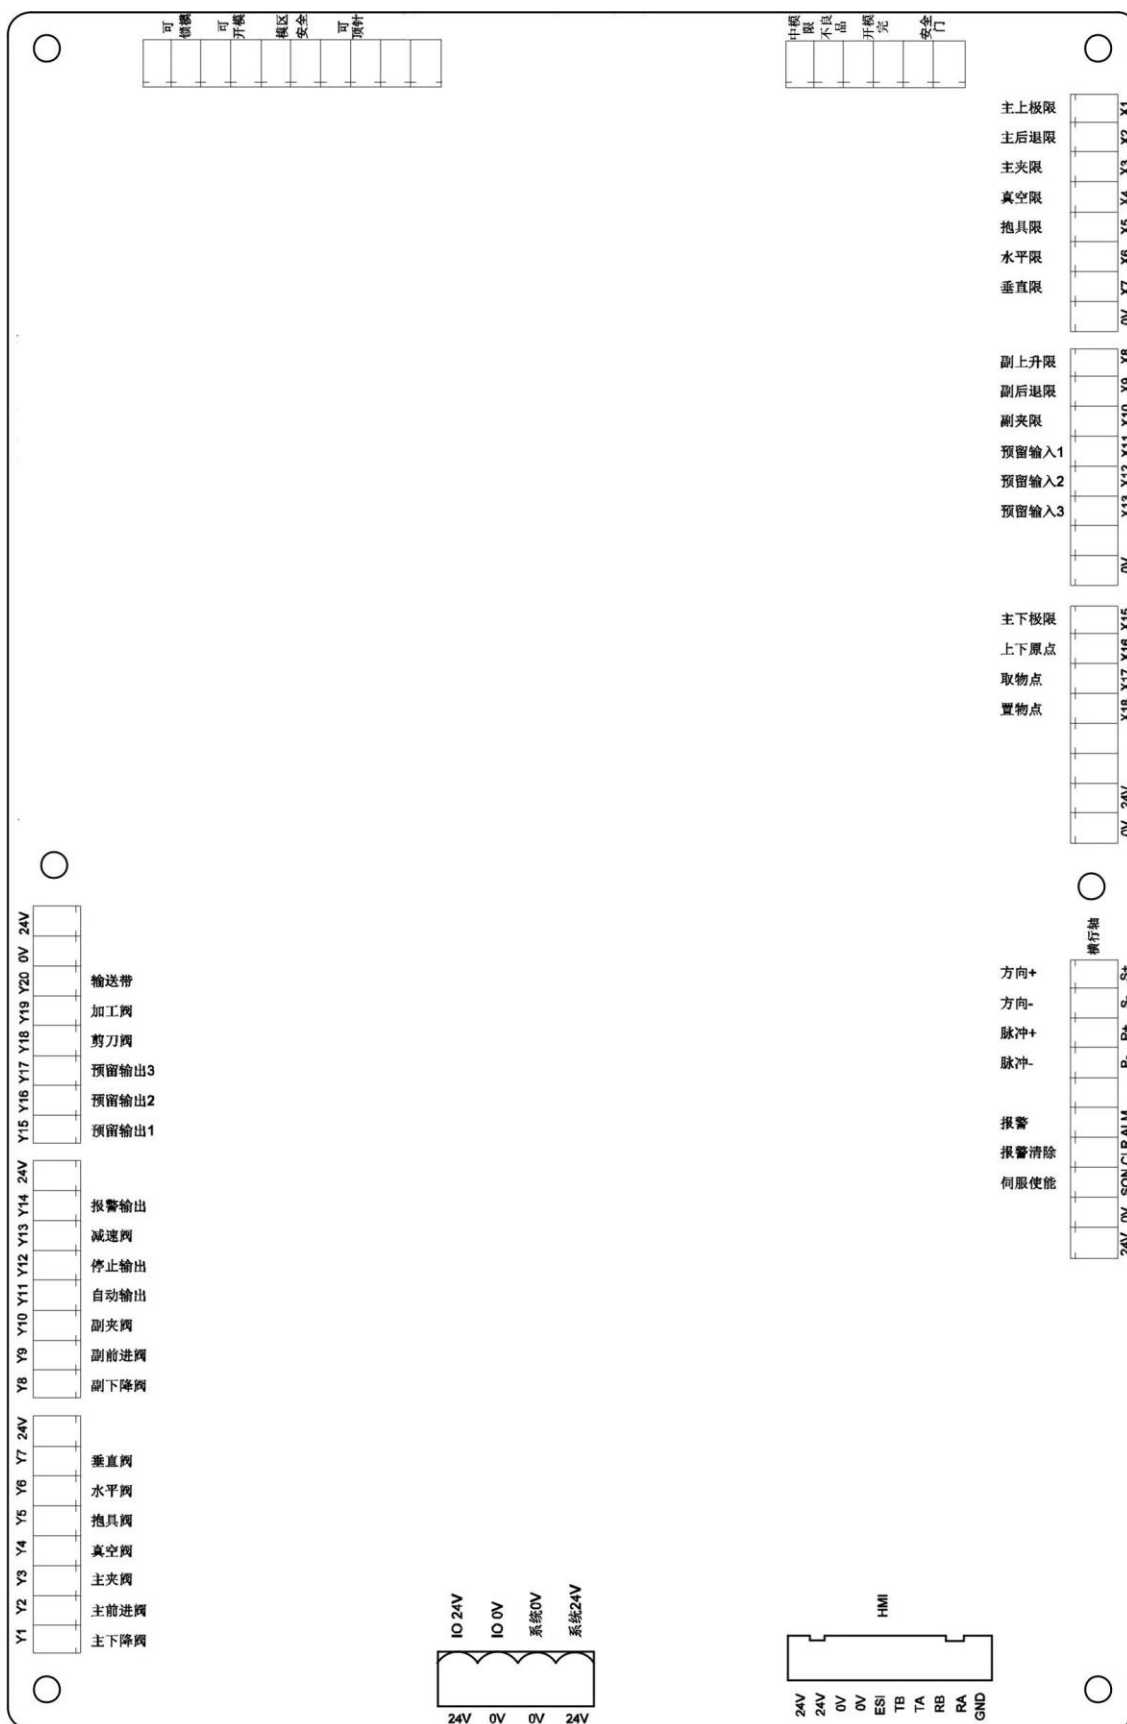 可
锁模
可
开模
模区
安全
可
顶针
中模
限
不良
品
开模
完
安全
门
主上极限 X1
主后退限 X2
主夹限 X3
真空限 X4
抱具限 X5
水平限 X6
垂直限 X7
0V
副上升限 X8
副后退限 X9
副夹限 X10
预留输入1 X11
预留输入2 X12
预留输入3 X13
0V
主下极限 X15
上下原点 X16
取物点 X17
置物点 X18
24V
0V
横行轴
方向+ S+
方向- S-
脉冲+ P+
脉冲- P-
报警 ALM
报警清除 CLR
伺服使能 SON
0V
24V
24V
0V
Y20 输送带
Y19 加工阀
Y18 剪刀阀
Y17 预留输出3
Y16 预留输出2
Y15 预留输出1
24V
Y14 报警输出
Y13 减速阀
Y12 停止输出
Y11 自动输出
Y10 副夹阀
Y9 副前进阀
Y8 副下降阀
24V
Y7 垂直阀
Y6 水平阀
Y5 抱具阀
Y4 真空阀
Y3 主夹阀
Y2 主前进阀
Y1 主下降阀
IO 24V
IO 0V
系统0V
系统24V
24V 0V 0V 24V
HMI
24V
24V
0V
0V
ESI
TB
TA
RB
RA
GND